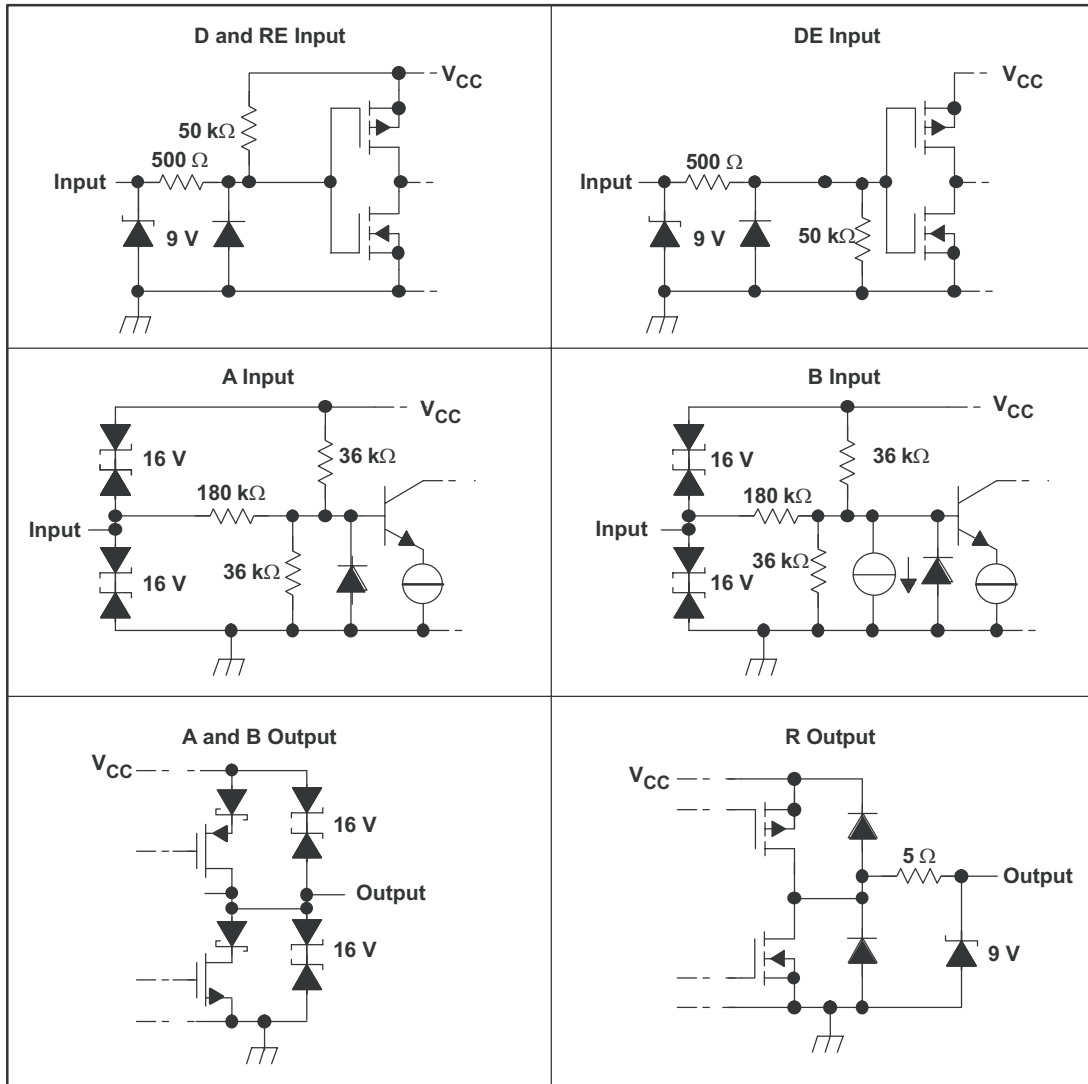 D and RE Input
V_CC
50 kΩ
500 Ω
Input
9 V
DE Input
V_CC
500 Ω
Input
9 V
50 kΩ
A Input
V_CC
16 V
36 kΩ
180 kΩ
Input
36 kΩ
16 V
B Input
V_CC
16 V
36 kΩ
180 kΩ
Input
36 kΩ
16 V
A and B Output
V_CC
16 V
Output
16 V
R Output
V_CC
5 Ω
Output
9 V